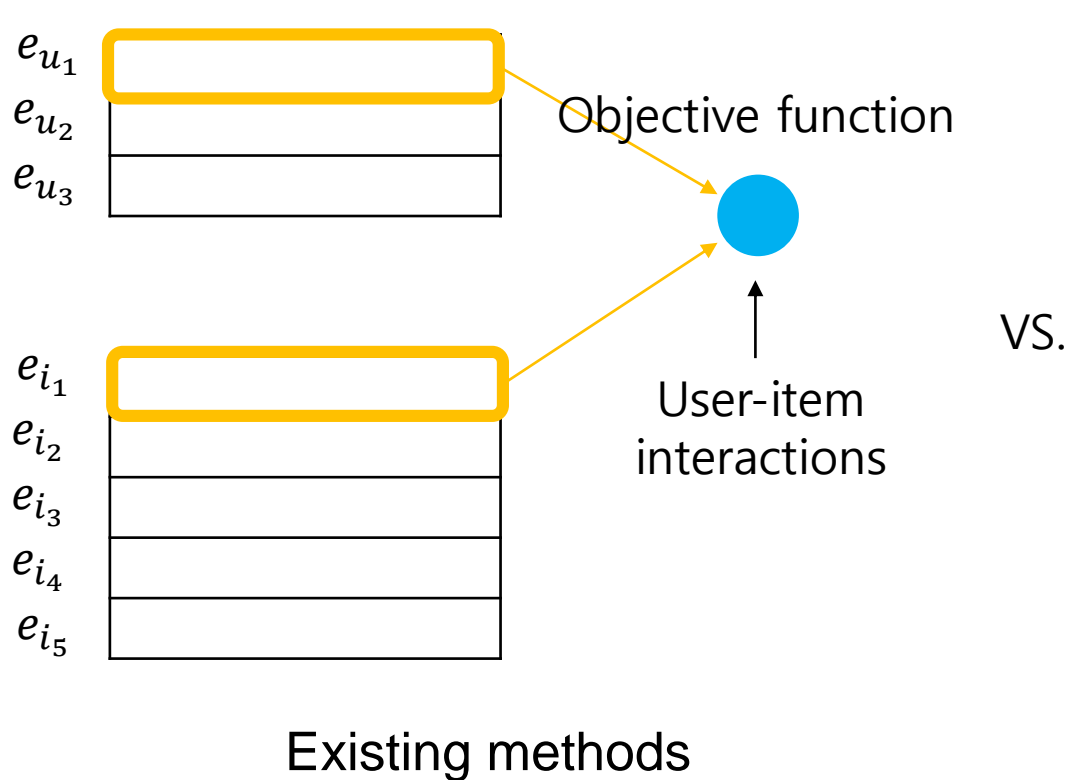 e_{u_1}
e_{u_2}
e_{u_3}
Objective function
e_{i_1}
e_{i_2}
e_{i_3}
e_{i_4}
e_{i_5}
User-item
interactions
VS.
Existing methods